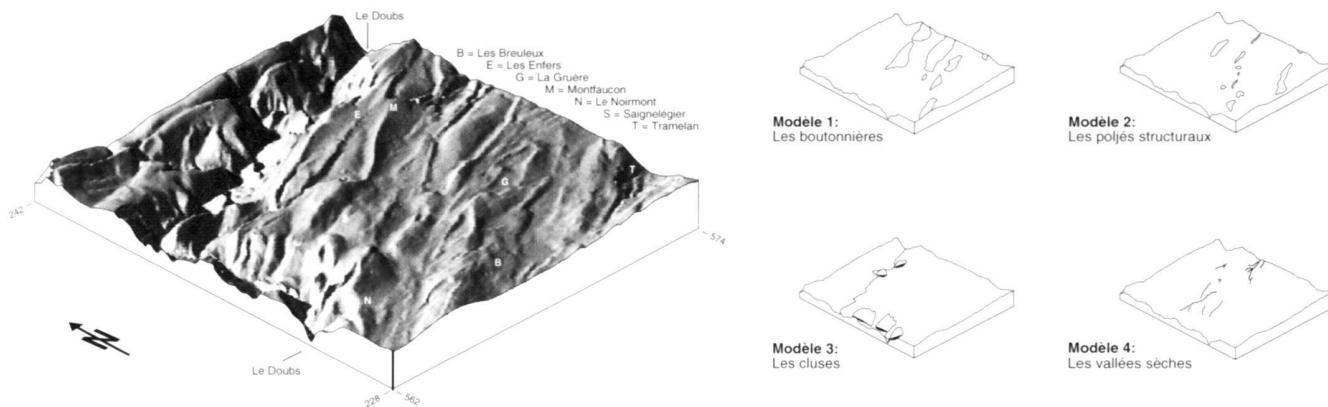 Le Doubs
B = Les Breuleux
E = Les Enfers
G = La Gruère
M = Montfaucon
N = Le Noirmont
S = Saignelégier
T = Tramelan
E
M
G
T
B
N
242
574
N
Le Doubs
228
562
Modèle 1:
Les boutonnières
Modèle 2:
Les poljés structuraux
Modèle 3:
Les cluses
Modèle 4:
Les vallées sèches